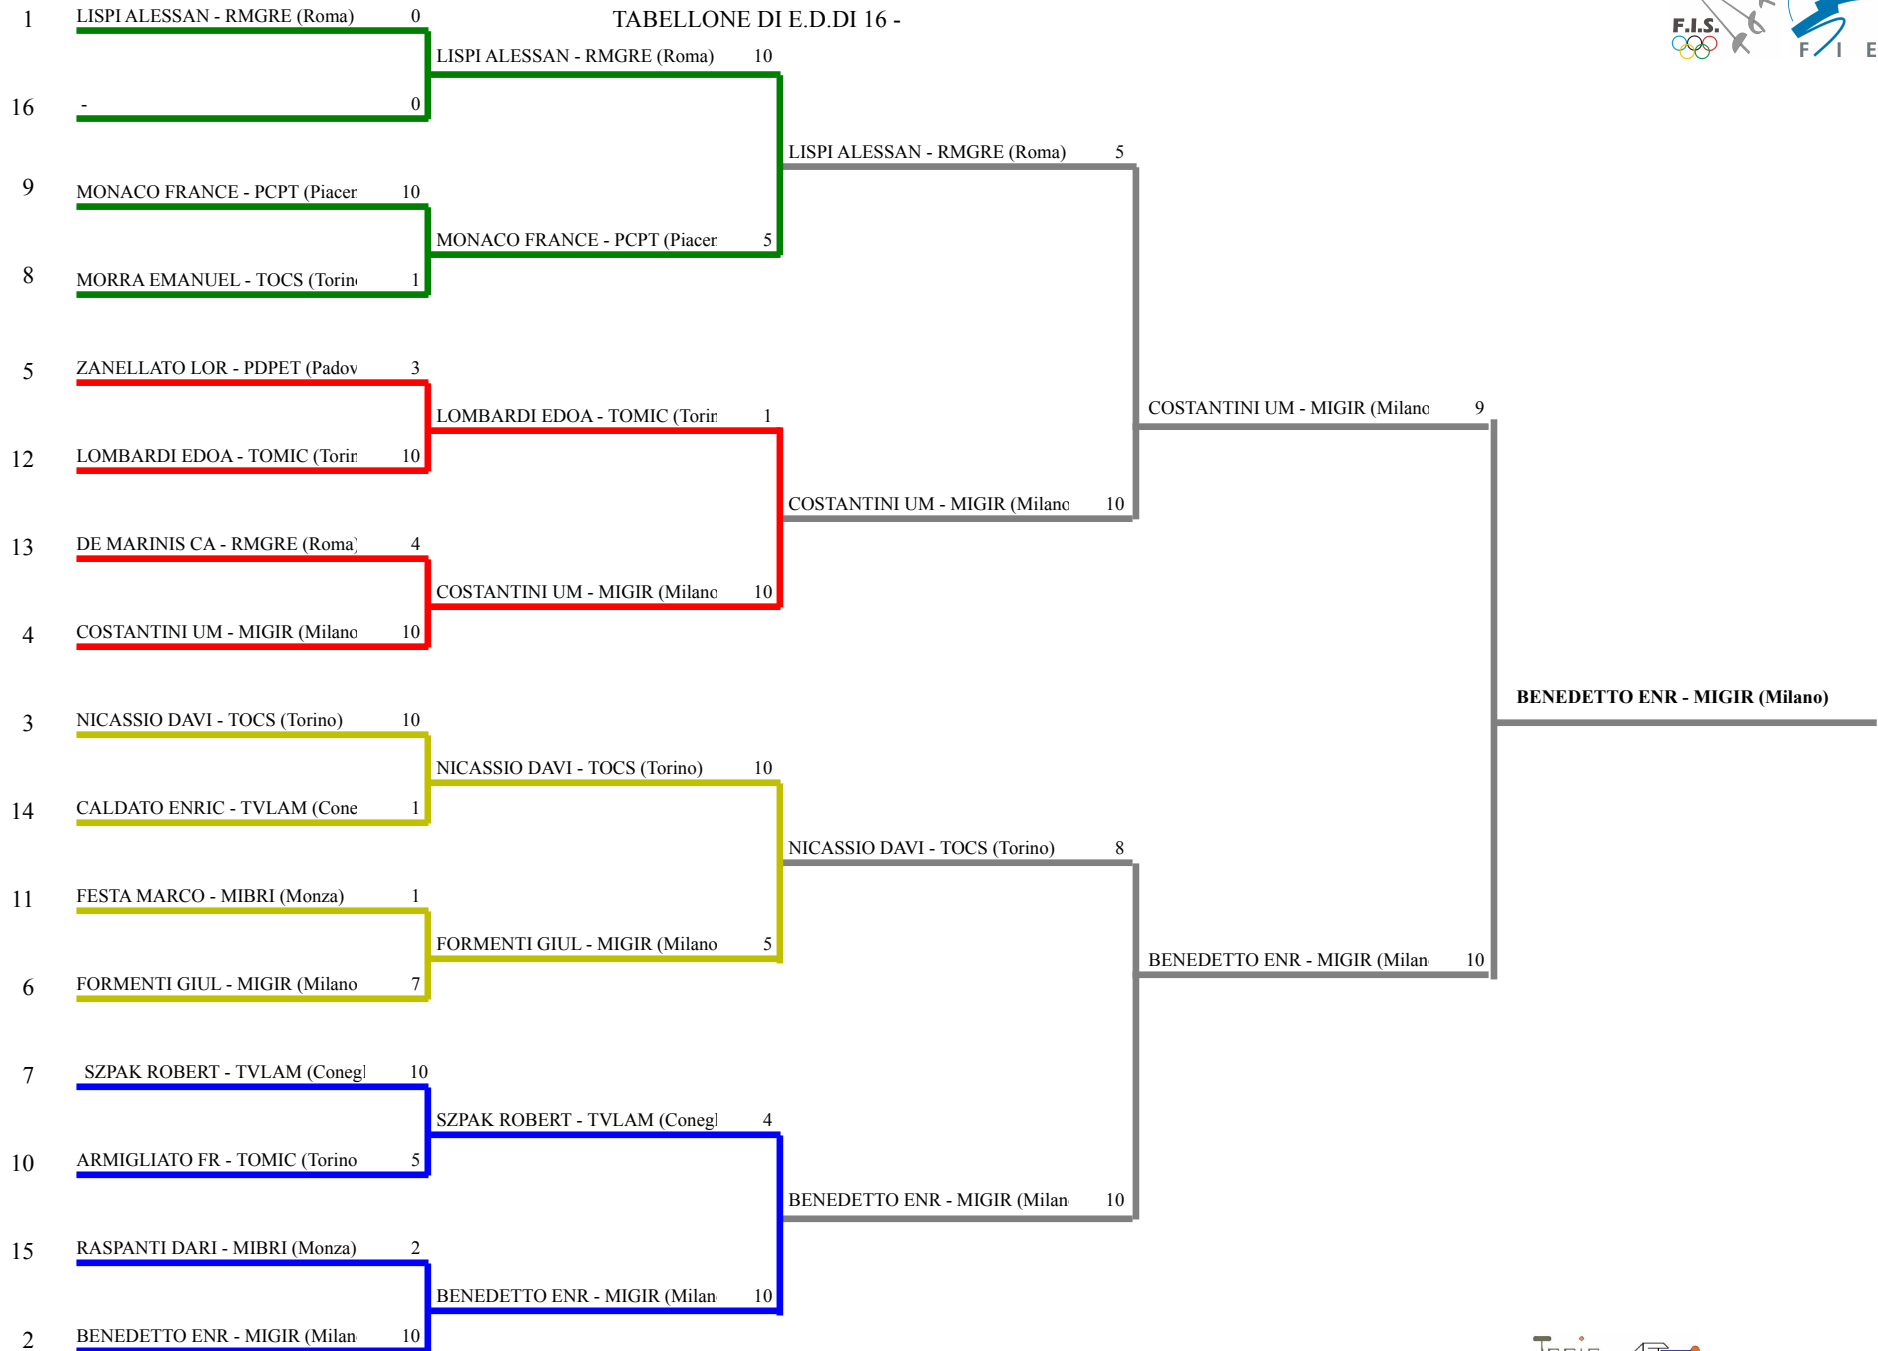 TABELLONE DI E.D.DI 16 -
F.I.S.
F I E
1 LISPI ALESSAN - RMGRE (Roma) 0
LISPI ALESSAN - RMGRE (Roma) 10
16 - 0
LISPI ALESSAN - RMGRE (Roma) 5
9 MONACO FRANCE - PCPT (Piacen 10
MONACO FRANCE - PCPT (Piacen 5
8 MORRA EMANUEL - TOCS (Torin 1
5 ZANELLATO LOR - PDPET (Padov 3
LOMBARDI EDOA - TOMIC (Torin 1
COSTANTINI UM - MIGIR (Milano 9
12 LOMBARDI EDOA - TOMIC (Torin 10
COSTANTINI UM - MIGIR (Milano 10
13 DE MARINIS CA - RMGRE (Roma) 4
COSTANTINI UM - MIGIR (Milano 10
4 COSTANTINI UM - MIGIR (Milano 10
BENEDETTO ENR - MIGIR (Milano)
3 NICASSIO DAVI - TOCS (Torino) 10
NICASSIO DAVI - TOCS (Torino) 10
14 CALDATO ENRIC - TVLAM (Cone 1
NICASSIO DAVI - TOCS (Torino) 8
11 FESTA MARCO - MIBRI (Monza) 1
FORMENTI GIUL - MIGIR (Milano 5
BENEDETTO ENR - MIGIR (Milan 10
6 FORMENTI GIUL - MIGIR (Milano 7
7 SZPAK ROBERT - TVLAM (Conegl 10
SZPAK ROBERT - TVLAM (Conegl 4
10 ARMIGLIATO FR - TOMIC (Torino 5
BENEDETTO ENR - MIGIR (Milan 10
15 RASPANTI DARI - MIBRI (Monza) 2
BENEDETTO ENR - MIGIR (Milan 10
2 BENEDETTO ENR - MIGIR (Milan 10